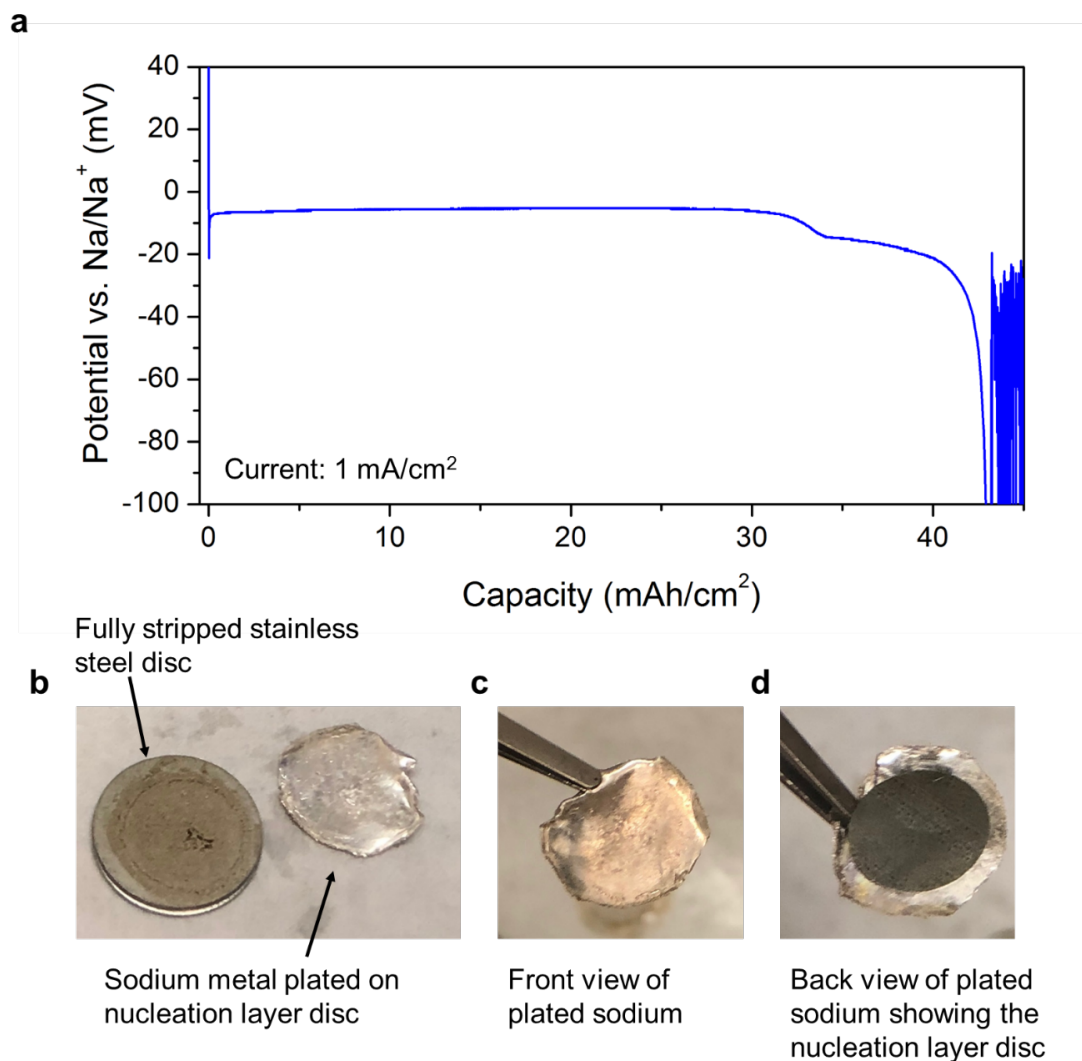 a
40
20
0
-20
-40
-60
-80
-100
Potential vs. Na/Na⁺ (mV)
Current: 1 mA/cm²
0 10 20 30 40
Capacity (mAh/cm²)
Fully stripped stainless
steel disc
b
c
d
Sodium metal plated on
nucleation layer disc
Front view of
plated sodium
Back view of plated
sodium showing the
nucleation layer disc